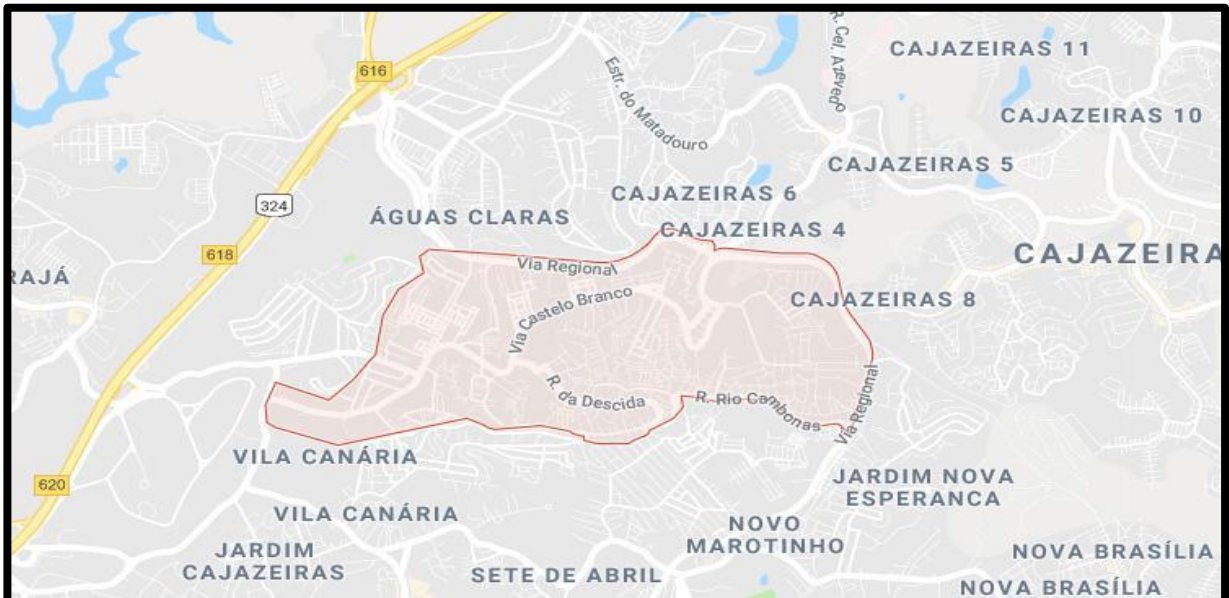 CAJAZEIRAS 11
616
Estr. do Matadouro
R. Cel. Azevedo
CAJAZEIRAS 10
CAJAZEIRAS 5
CAJAZEIRAS 6
324
ÁGUAS CLARAS
CAJAZEIRAS 4
618
CAJAZEIRA
RAJÁ
Via Regional
Via Castelo Branco
CAJAZEIRAS 8
R. da Descida
R. Rio Cambonas
Via Regional
VILA CANÁRIA
620
JARDIM NOVA
ESPERANCA
VILA CANÁRIA
NOVO
MAROTINHO
JARDIM
CAJAZEIRAS
SETE DE ABRIL
NOVA BRASÍLIA
NOVA BRASÍLIA